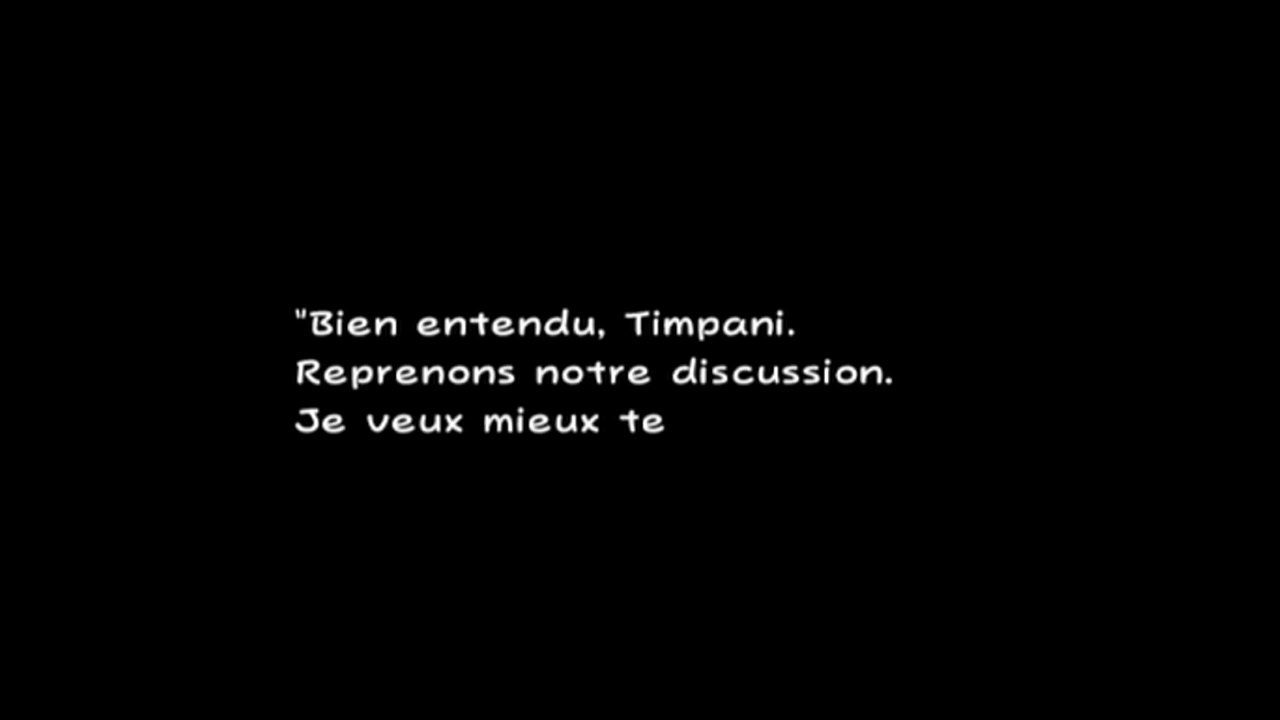 "Bien entendu, Timpani.
Reprenons notre discussion.
Je veux mieux te